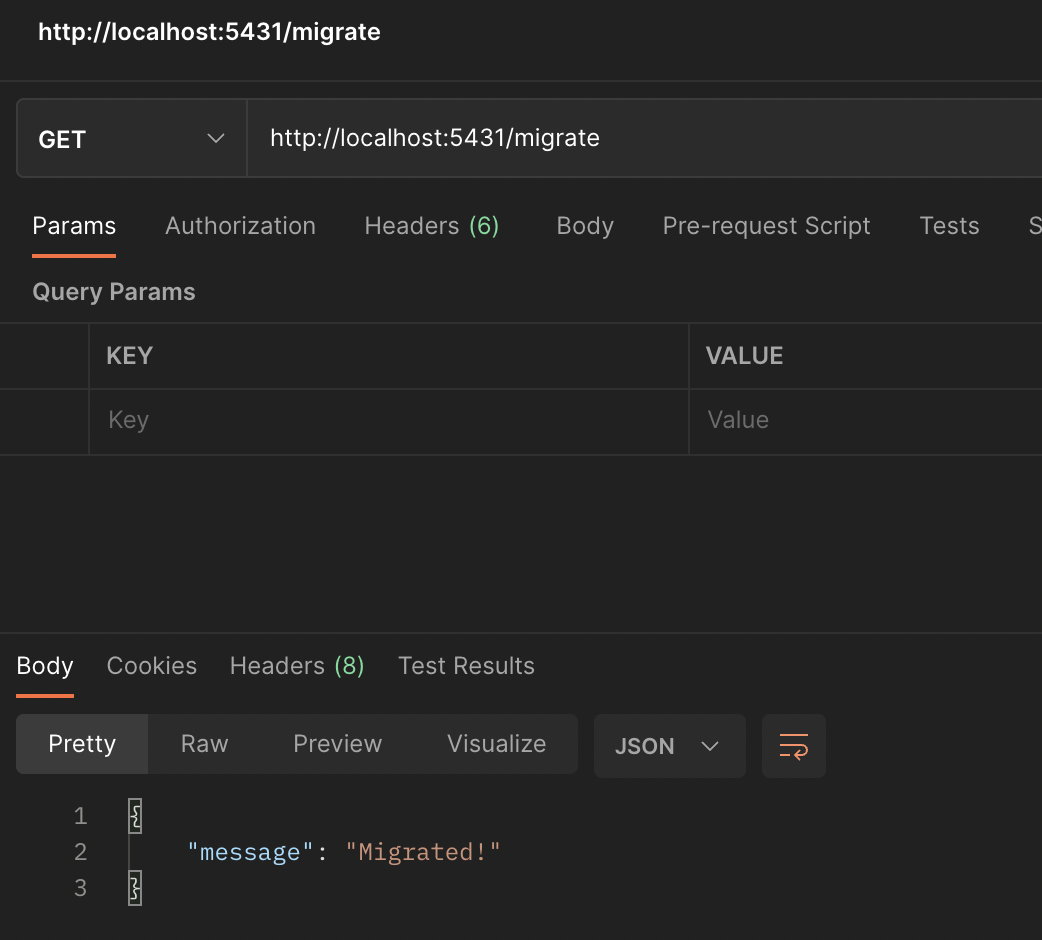 http://localhost:5431/migrate
GET http://localhost:5431/migrate
Params Authorization Headers (6) Body Pre-request Script Tests S
Query Params
KEY VALUE
Key Value
Body Cookies Headers (8) Test Results
Pretty Raw Preview Visualize JSON
1 {
2 "message": "Migrated!"
3 }